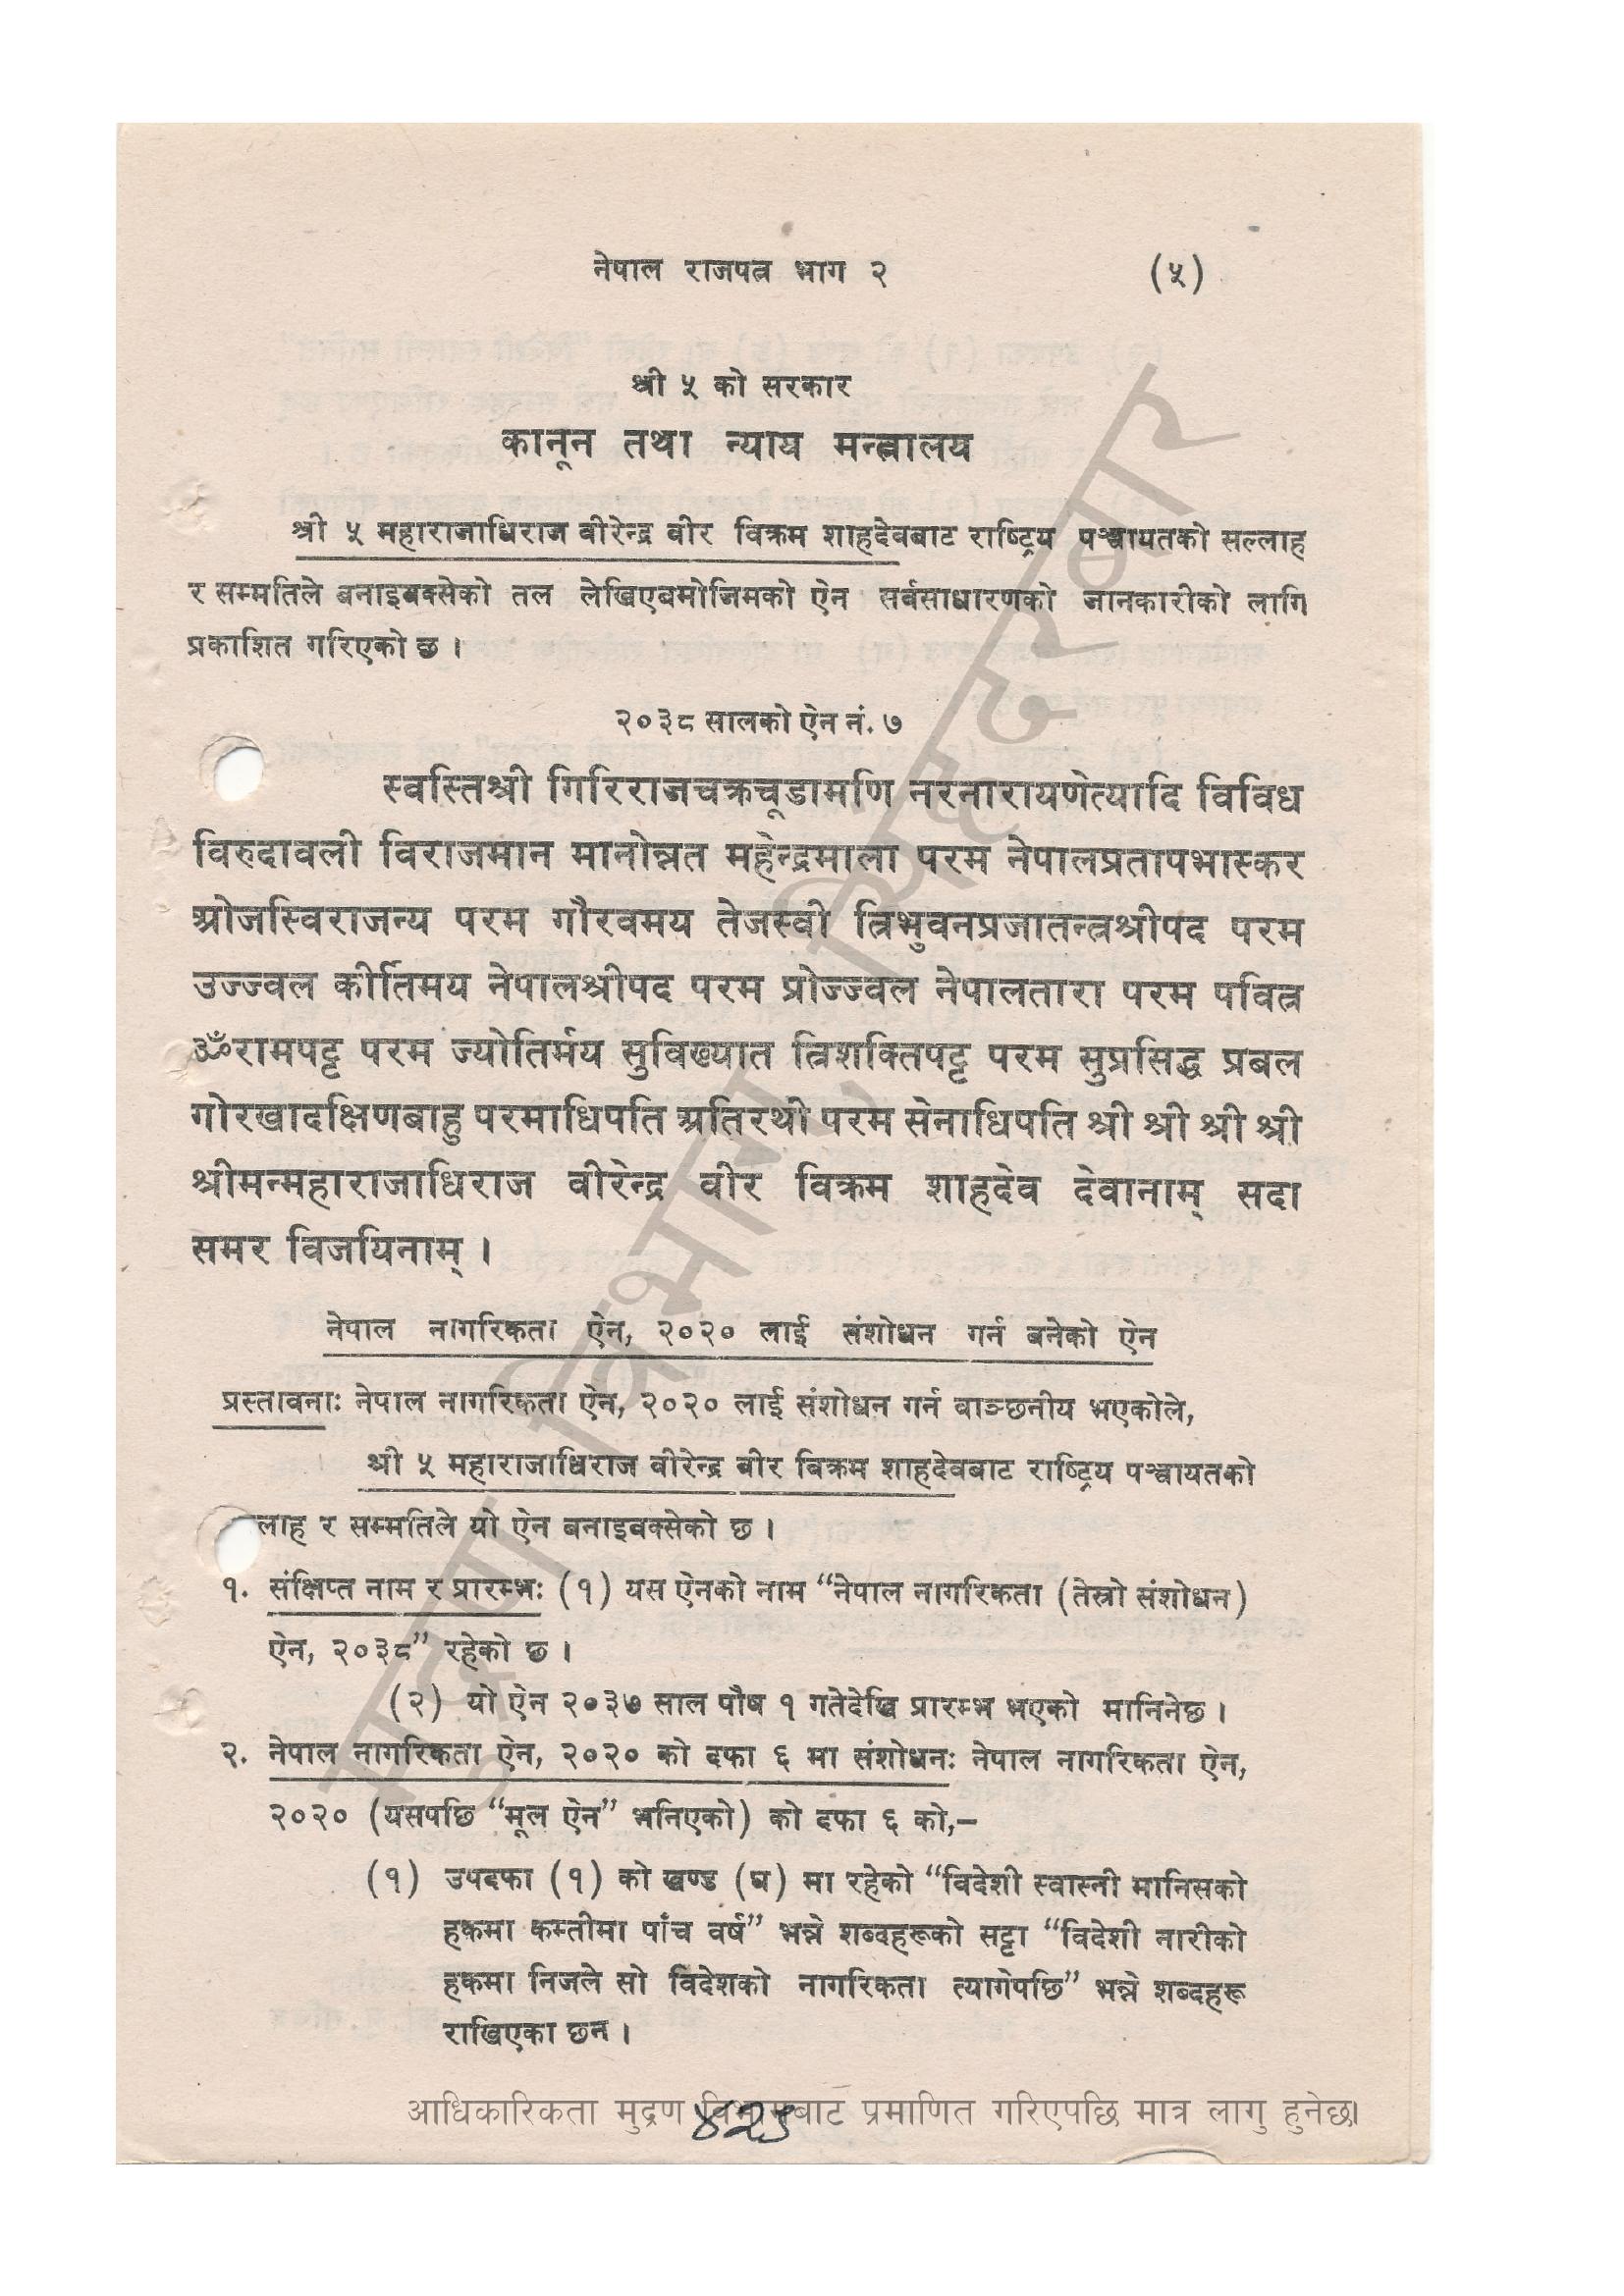 नेपाल राजपत्र भाग २ (५)
श्री ५ को सरकार
कानून तथा न्याय मन्त्रालय
श्री ५ महाराजाधिराज वीरेन्द्र वीर विक्रम शाहदेवबाट राष्ट्रिय पञ्चायतको सल्लाह
र सम्मतिले बनाइबक्सेको तल लेखिएबमोजिमको ऐन सर्वसाधारणको जानकारीको लागि
प्रकाशित गरिएको छ ।
२०३८ सालको ऐन नं. ७
स्वस्तिश्री गिरिराजचक्रचूडामणि नरनारायणेत्यादि विविध
विरुदावली विराजमान मानोन्नत महेन्द्रमाला परम नेपालप्रतापभास्कर
ओजस्विराजन्य परम गौरवमय तेजस्वी त्रिभुवनप्रजातन्त्रश्रीपद परम
उज्ज्वल कीर्तिमय नेपालश्रीपद परम प्रोज्ज्वल नेपालतारा परम पवित्र
ॐरामपट्ट परम ज्योतिर्मय सुविख्यात त्रिशक्तिपट्ट परम सुप्रसिद्ध प्रबल
गोरखादक्षिणबाहु परमाधिपति अतिरथी परम सेनाधिपति श्री श्री श्री श्री
श्रीमन्महाराजाधिराज वीरेन्द्र वीर विक्रम शाहदेव देवानाम् सदा
समर विजयिनाम् ।
नेपाल नागरिकता ऐन, २०२० लाई संशोधन गर्न बनेको ऐन
प्रस्तावनाः नेपाल नागरिकता ऐन, २०२० लाई संशोधन गर्न वाञ्छनीय भएकोले,
श्री ५ महाराजाधिराज वीरेन्द्र वीर विक्रम शाहदेवबाट राष्ट्रिय पञ्चायतको
लाह र सम्मतिले यो ऐन बनाइबक्सेको छ ।
१. संक्षिप्त नाम र प्रारम्भः (१) यस ऐनको नाम “नेपाल नागरिकता (तेस्रो संशोधन)
ऐन, २०३८” रहेको छ ।
(२) यो ऐन २०३७ साल पौष १ गतेदेखि प्रारम्भ भएको मानिनेछ ।
२. नेपाल नागरिकता ऐन, २०२० को दफा ६ मा संशोधनः नेपाल नागरिकता ऐन,
२०२० (यसपछि “मूल ऐन” भनिएको) को दफा ६ को,–
(१) उपदफा (१) को खण्ड (घ) मा रहेको “विदेशी स्वास्नी मानिसको
हकमा कम्तीमा पाँच वर्ष” भन्ने शब्दहरूको सट्टा “विदेशी नारीको
हकमा निजले सो विदेशको नागरिकता त्यागेपछि” भन्ने शब्दहरू
राखिएका छन ।
आधिकारिकता मुद्रण विभागबाट प्रमाणित गरिएपछि मात्र लागु हुनेछ।
मुद्रण विभाग, सिंहदरबार